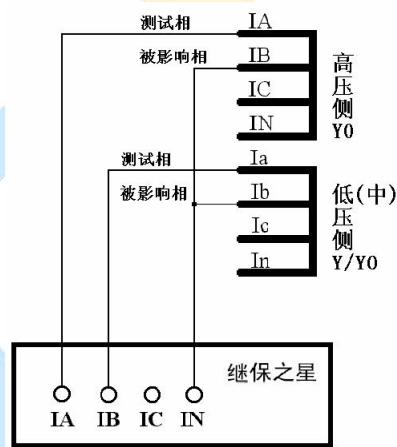 测试相
IA
被影响相
IB
IC
IN
高压侧
Y0
测试相
Ia
被影响相
Ib
Ic
In
低(中)
压侧
Y/Y0
继保之星
IA IB IC IN